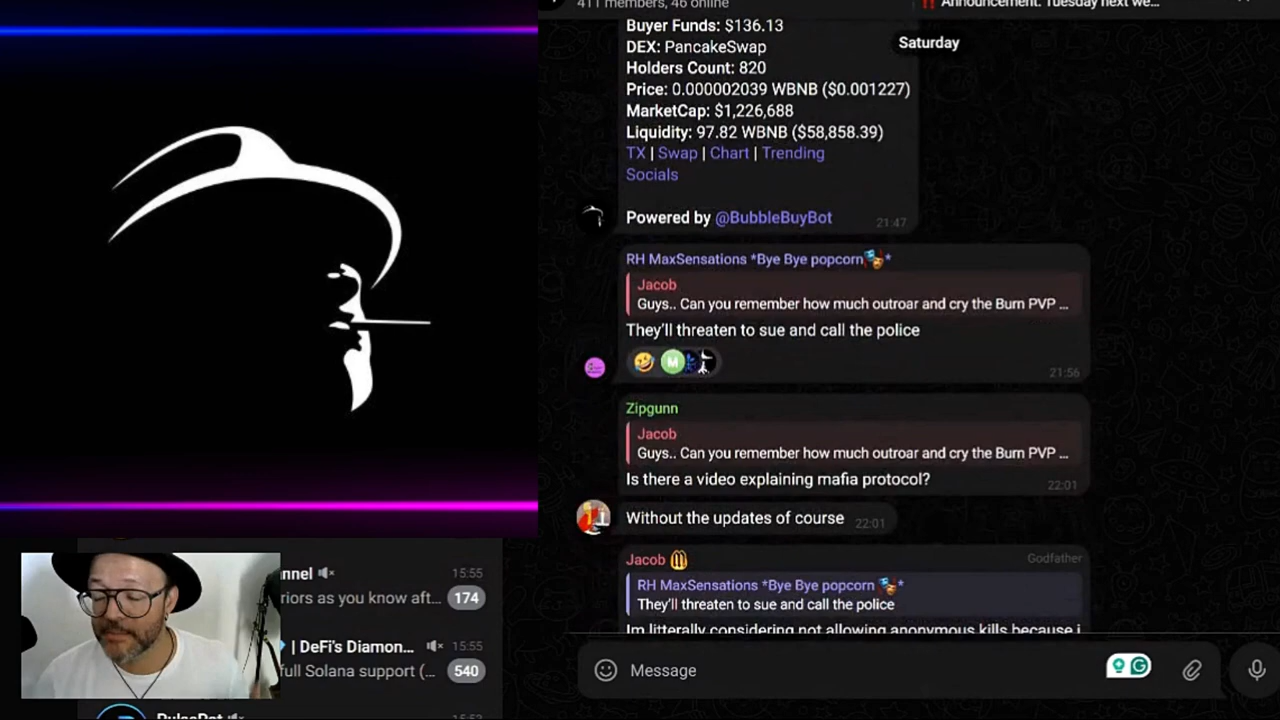 411 members, 46 online
Announcement: Tuesday next we...
Buyer Funds: $136.13
Saturday
DEX: PancakeSwap
Holders Count: 820
Price: 0.000002039 WBNB ($0.001227)
MarketCap: $1,226,688
Liquidity: 97.82 WBNB ($58,858.39)
TX | Swap | Chart | Trending
Socials
Powered by @BubbleBuyBot
21:47
RH MaxSensations *Bye Bye popcorn🎭*
Jacob
Guys.. Can you remember how much outroar and cry the Burn PVP ...
They'll threaten to sue and call the police
M
21:56
Zipgunn
Jacob
Guys.. Can you remember how much outroar and cry the Burn PVP ...
Is there a video explaining mafia protocol?
22:01
Without the updates of course 22:01
Jacob Godfather
RH MaxSensations *Bye Bye popcorn 🎭*
They'll threaten to sue and call the police
Im litterally considering not allowing anonymous kills because i
Message
nnel 15:55
riors as you know aft... 174
| DeFi's Diamon... 15:55
full Solana support (... 540
PulseBot